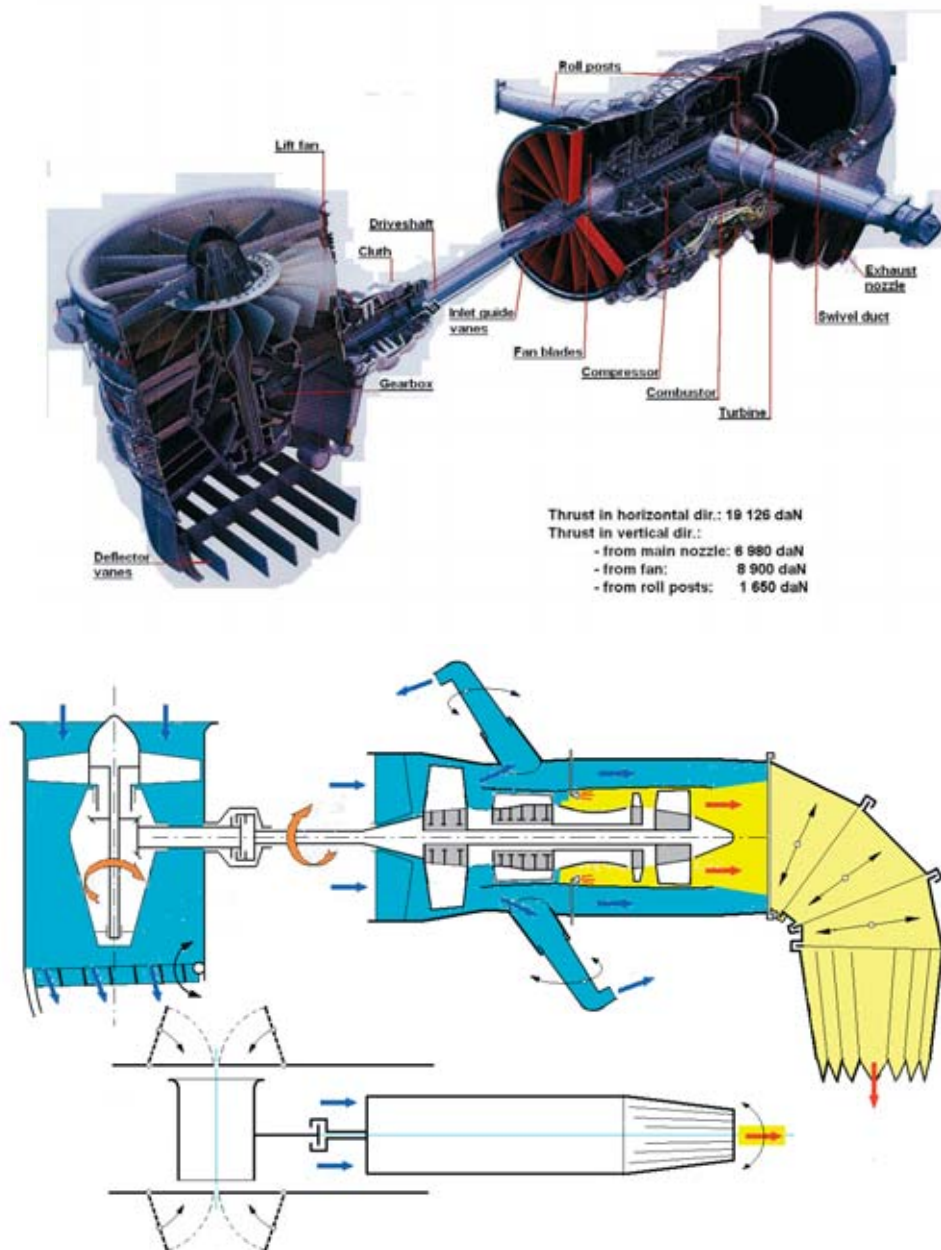 Roll posts
Lift fan
Driveshaft
Cluth
Inlet guide
vanes
Fan blades
Compressor
Combustor
Turbine
Exhaust
nozzle
Swivel duct
Gearbox
Deflector
vanes
Thrust in horizontal dir.: 19 126 daN
Thrust in vertical dir.:
- from main nozzle: 6 980 daN
- from fan: 8 900 daN
- from roll posts: 1 650 daN